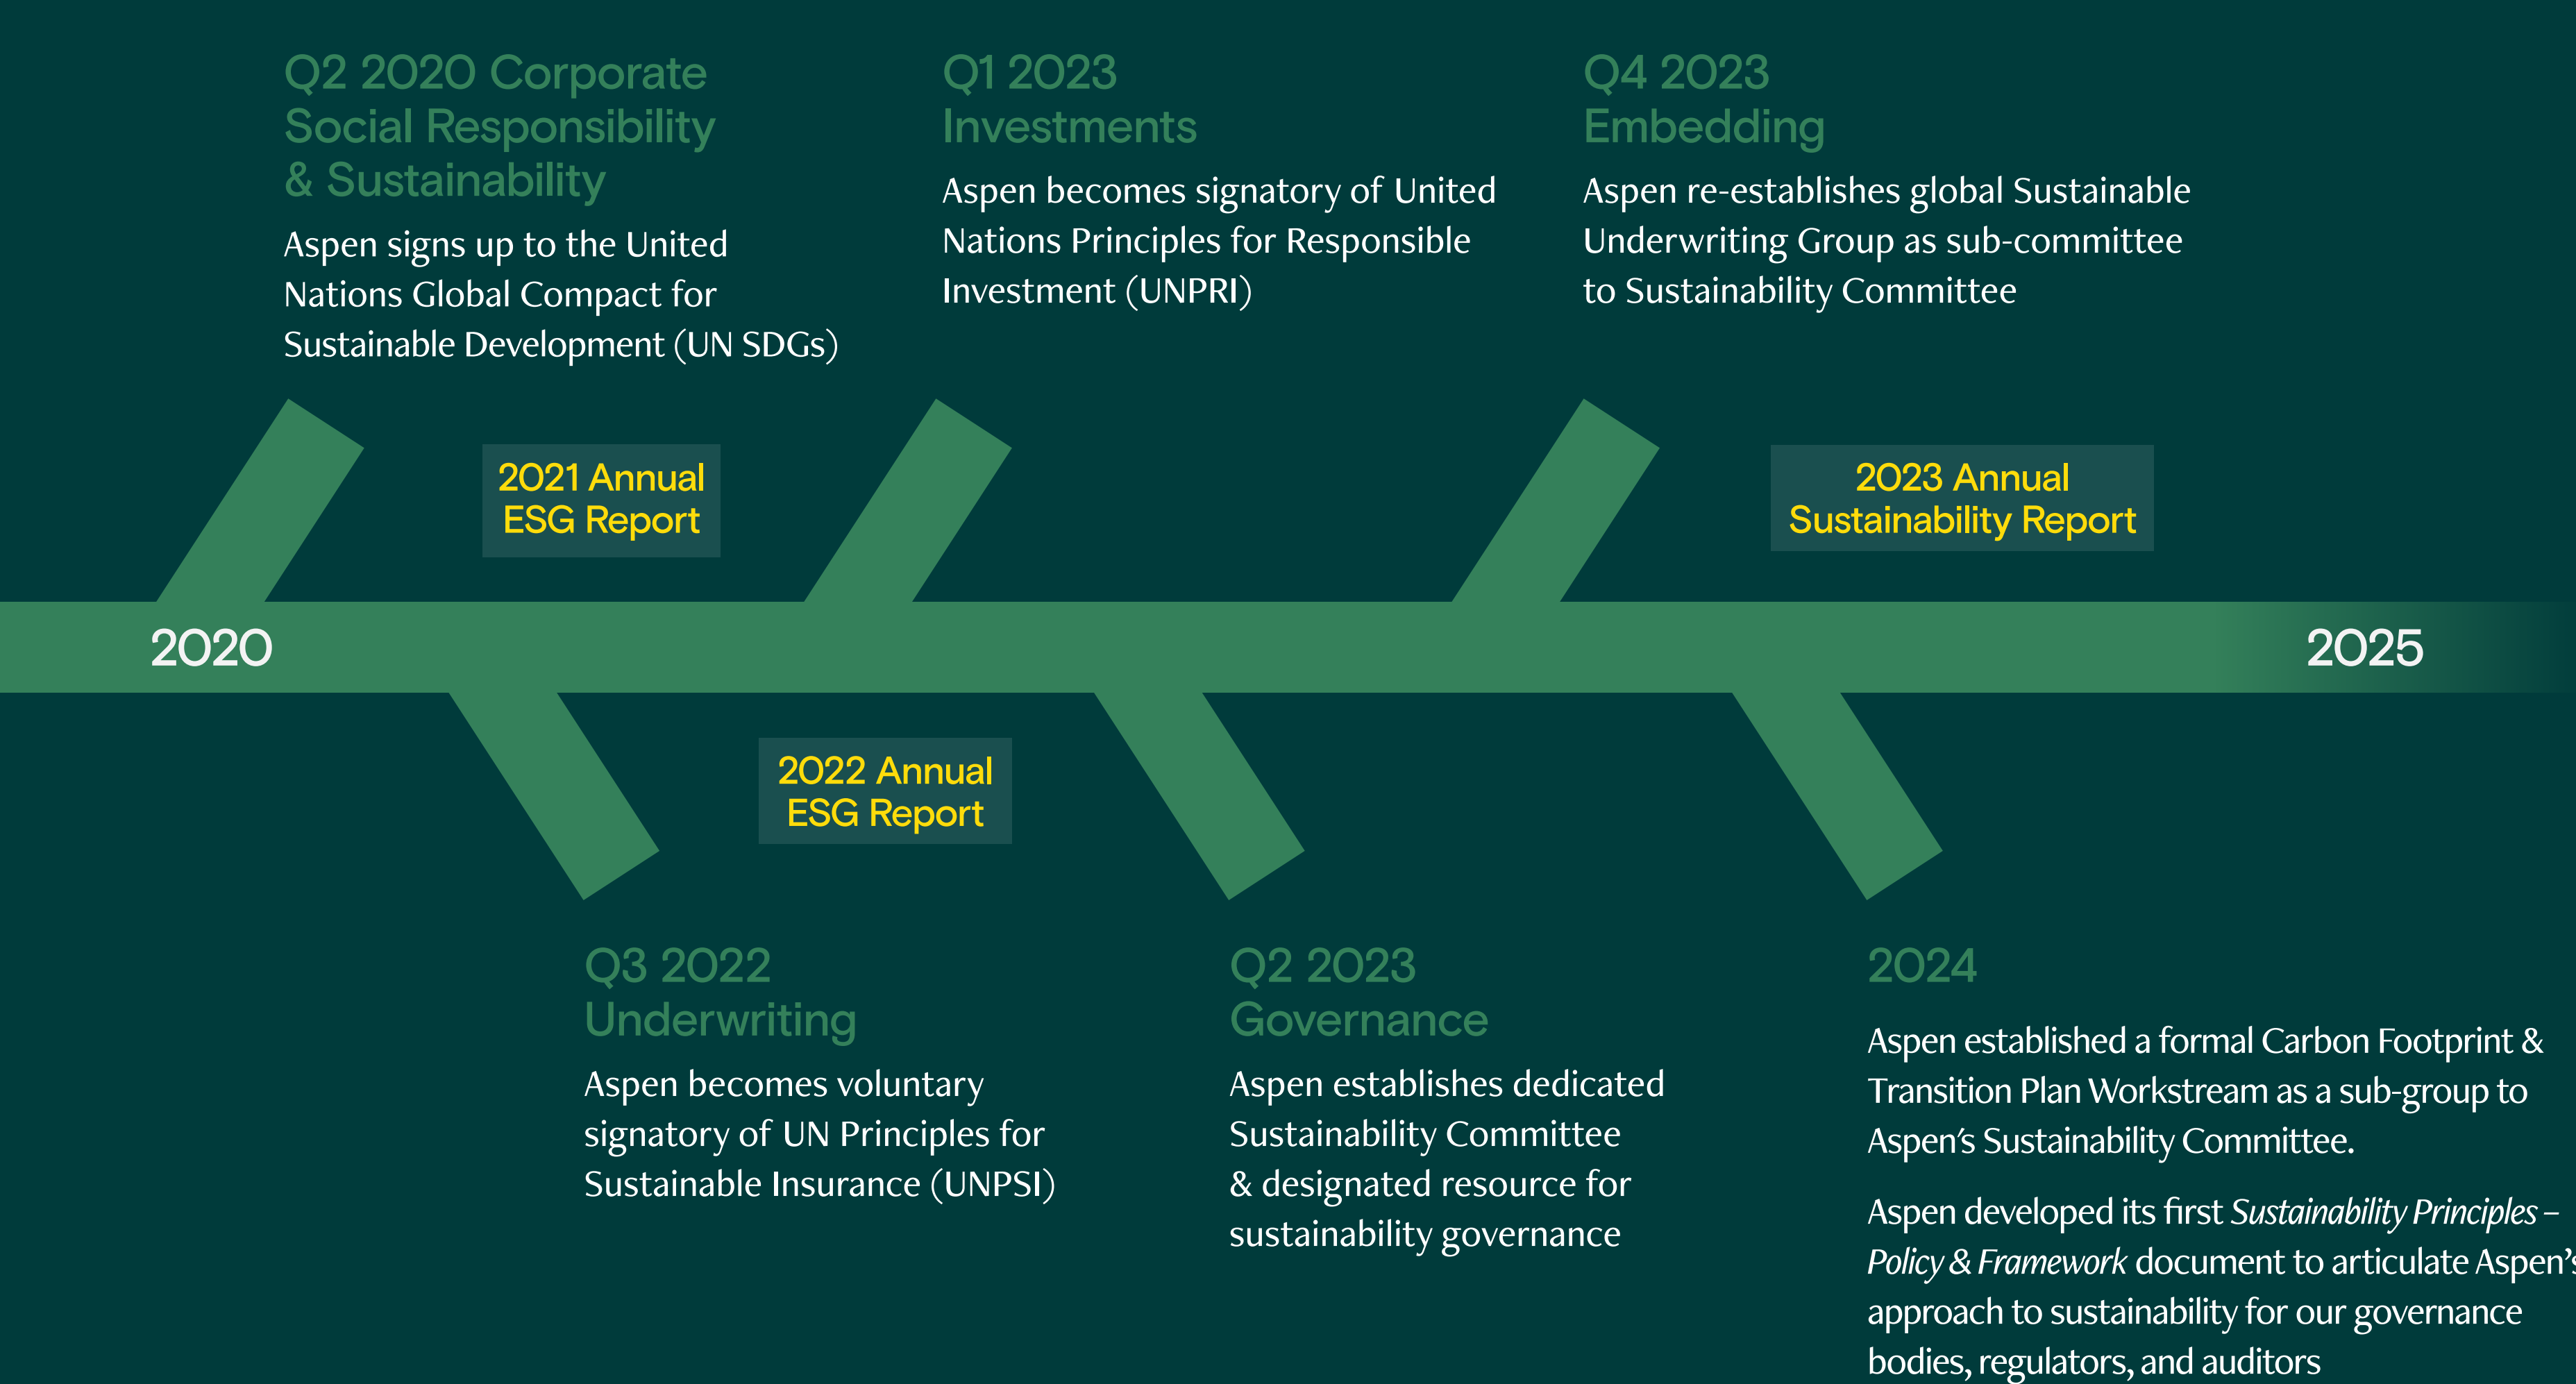 Q2 2020 Corporate
Social Responsibility
& Sustainability
Aspen signs up to the United
Nations Global Compact for
Sustainable Development (UN SDGs)
Q1 2023
Investments
Aspen becomes signatory of United
Nations Principles for Responsible
Investment (UNPRI)
Q4 2023
Embedding
Aspen re-establishes global Sustainable
Underwriting Group as sub-committee
to Sustainability Committee
2021 Annual
ESG Report
2023 Annual
Sustainability Report
2020
2025
2022 Annual
ESG Report
Q3 2022
Underwriting
Aspen becomes voluntary
signatory of UN Principles for
Sustainable Insurance (UNPSI)
Q2 2023
Governance
Aspen establishes dedicated
Sustainability Committee
& designated resource for
sustainability governance
2024
Aspen established a formal Carbon Footprint &
Transition Plan Workstream as a sub-group to
Aspen's Sustainability Committee.
Aspen developed its first Sustainability Principles –
Policy & Framework document to articulate Aspen's
approach to sustainability for our governance
bodies, regulators, and auditors